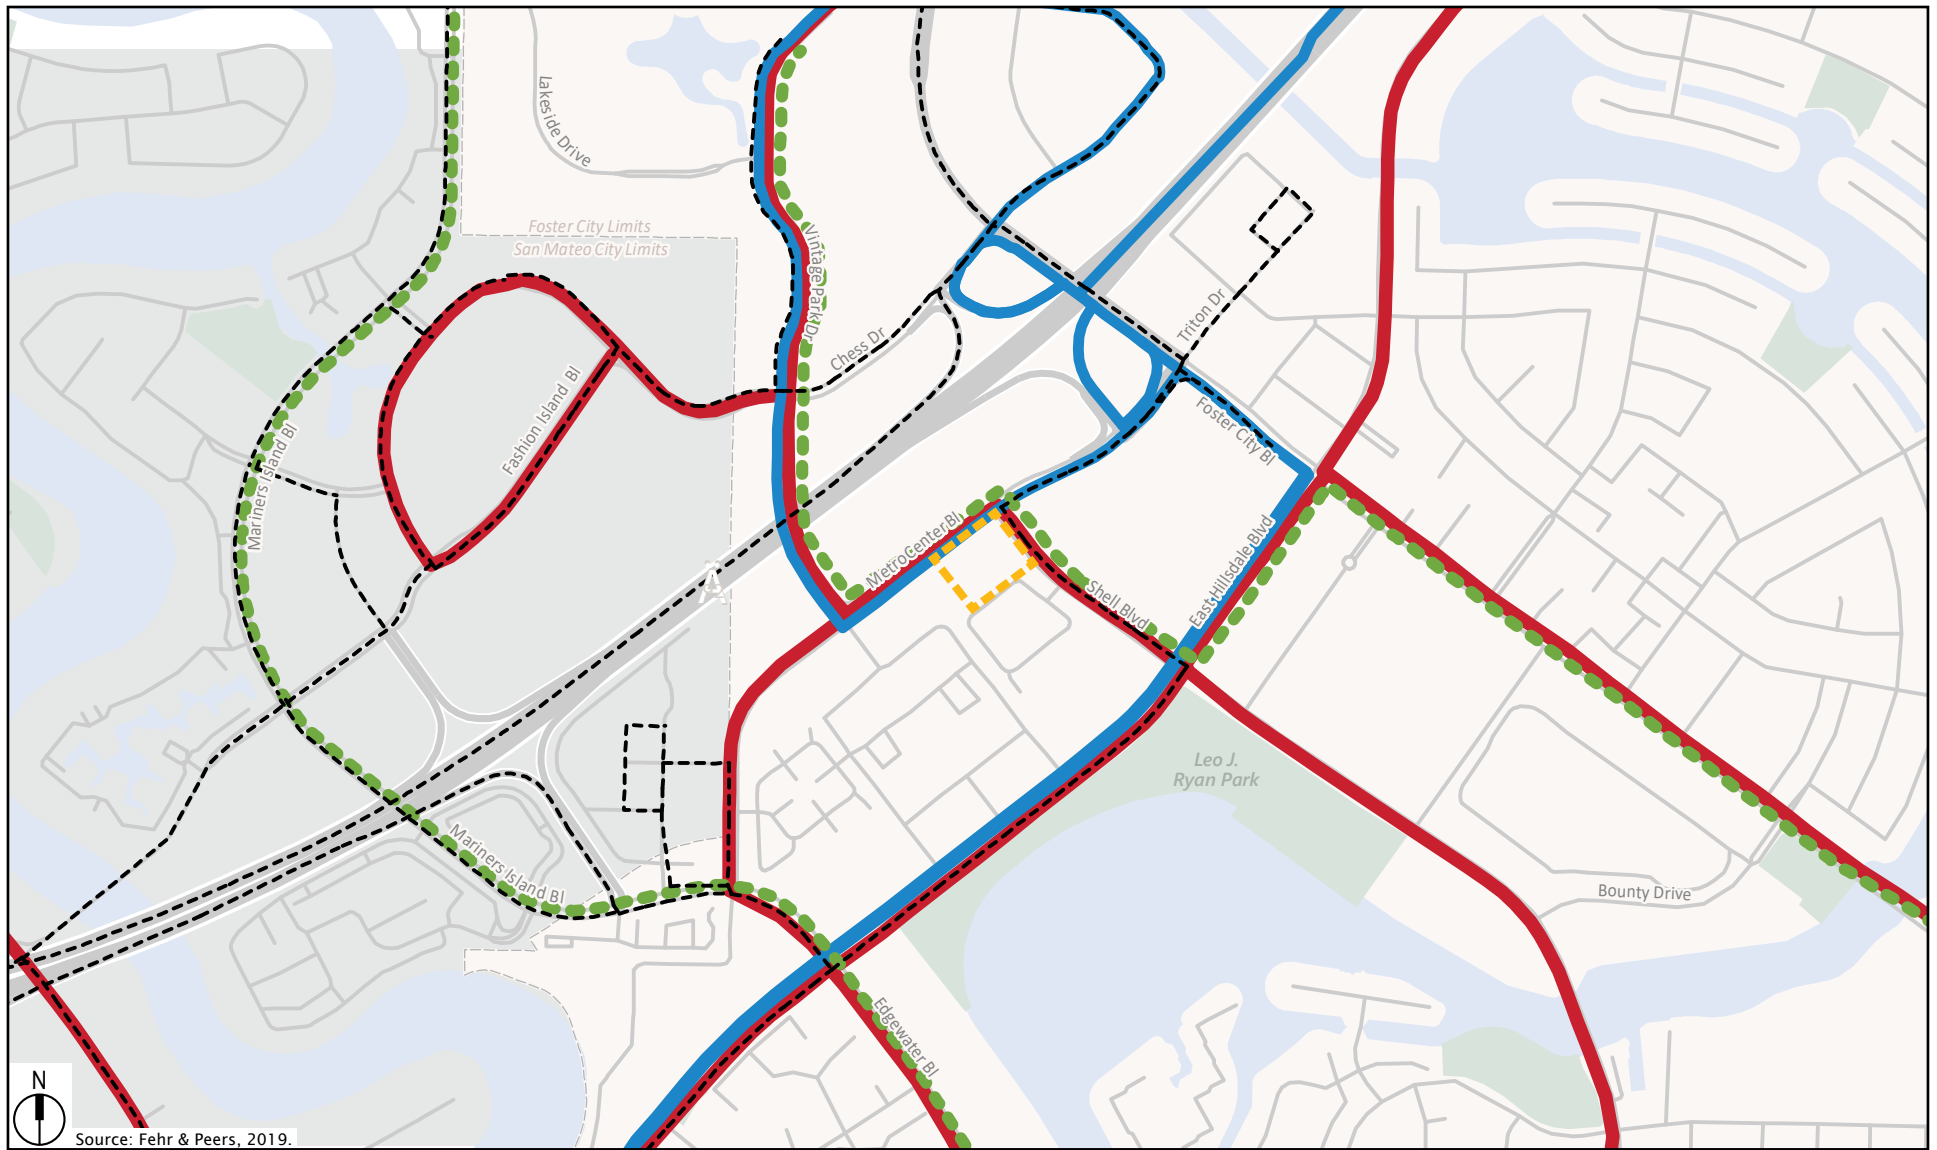 Lakeside Drive
Foster City Limits
San Mateo City Limits
Vintage Park Dr
Chess Dr
Triton Dr
Fashion Island Bl
Mariners Island Bl
Foster City Bl
MetroCenter Bl
East Hillsdale Blvd
Shell Blvd
Leo J.
Ryan Park
Mariners Island Bl
Bounty Drive
Edgewater Bl
N
Source: Fehr & Peers, 2019.